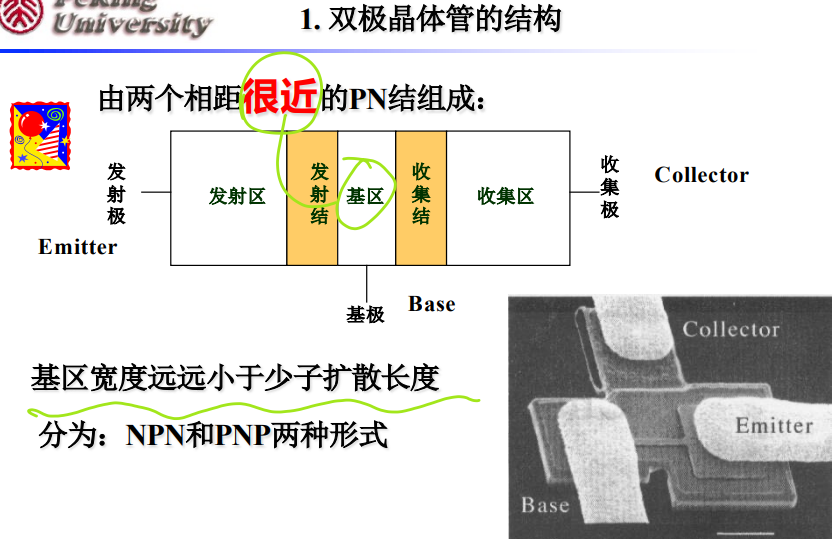 Peking
University
1. 双极晶体管的结构
由两个相距很近的PN结组成：
发射极
发射区
发射结
基区
收集结
收集区
收集极
Collector
Emitter
基极
Base
Collector
Emitter
Base
基区宽度远远小于少子扩散长度
分为：NPN和PNP两种形式